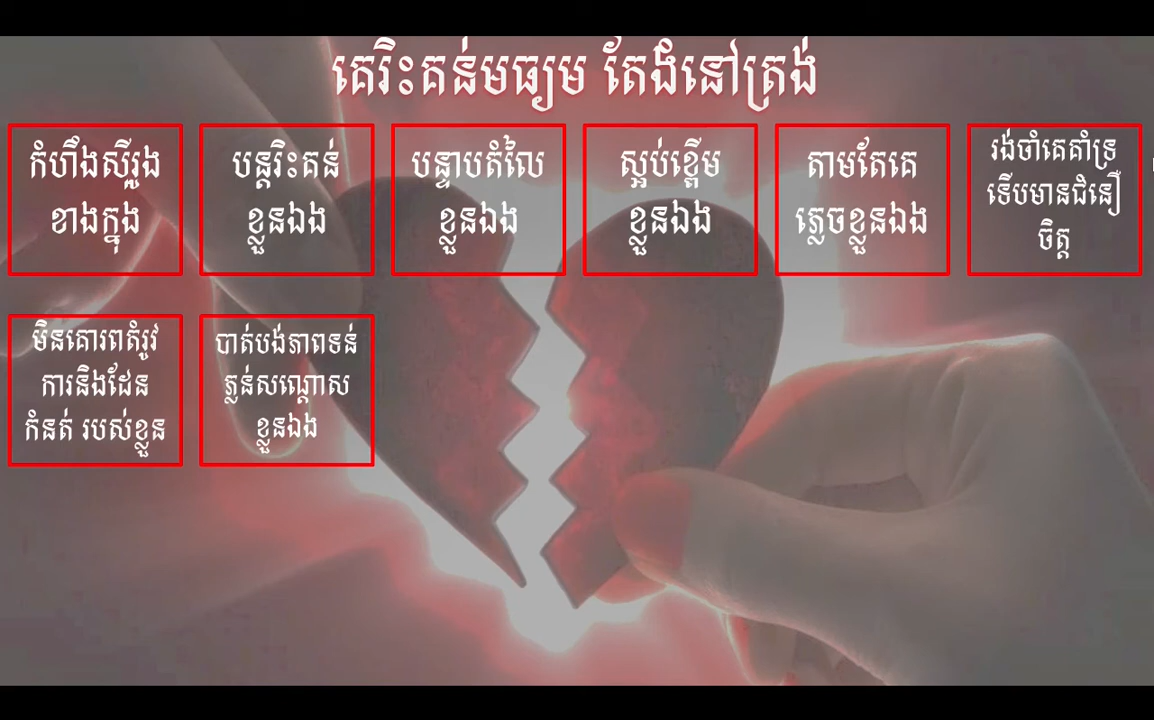 គេរិះគន់មធ្យម តែធំនៅត្រង់
កំហឹងស៊ីរូង
ខាងក្នុង
បន្តរិះគន់
ខ្លួនឯង
បន្ទាបតំលៃ
ខ្លួនឯង
ស្អប់ខ្ពើម
ខ្លួនឯង
តាមតែគេ
ភ្លេចខ្លួនឯង
រង់ចាំគេគាំទ្រ
ទើបមានជំនឿ
ចិត្ត
មិនគោរពតំរូវ
ការនិងដែន
កំនត់ របស់ខ្លួន
បាត់បង់ភាពទន់
ភ្លន់សណ្តោស
ខ្លួនឯង